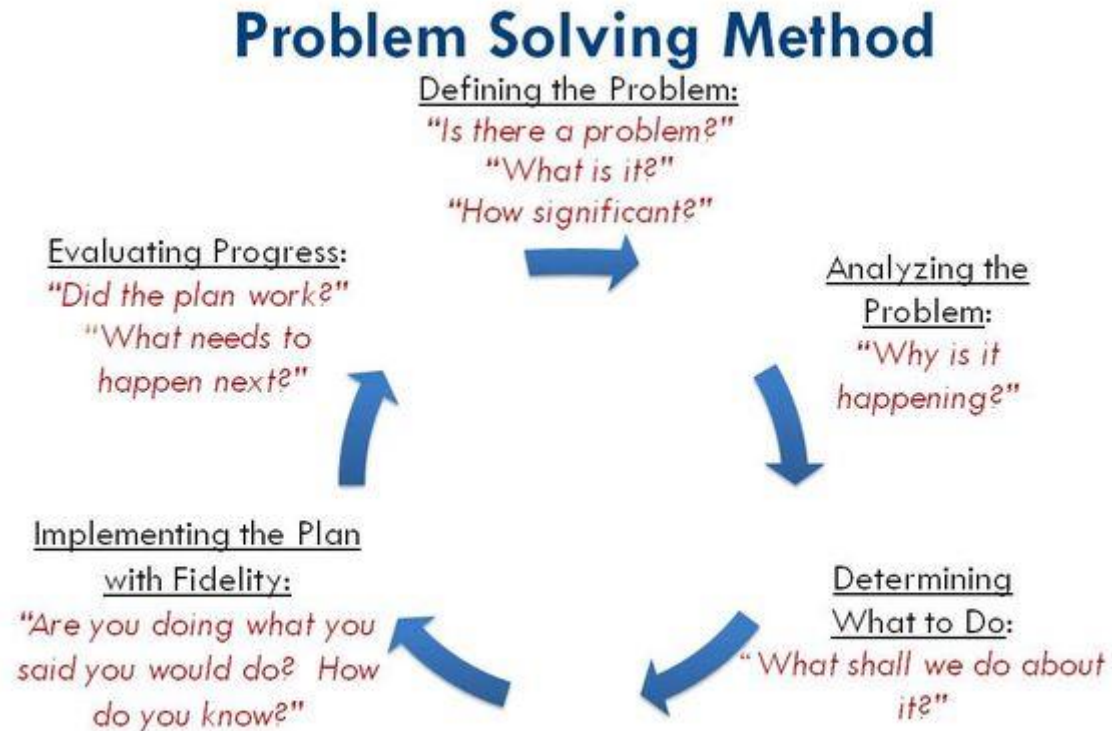 Problem Solving Method
Defining the Problem:
“Is there a problem?”
“What is it?”
“How significant?”
Analyzing the
Problem:
“Why is it
happening?”
Determining
What to Do:
“What shall we do about
it?”
Implementing the Plan
with Fidelity:
“Are you doing what you
said you would do?  How
do you know?”
Evaluating Progress:
“Did the plan work?”
“What needs to
happen next?”